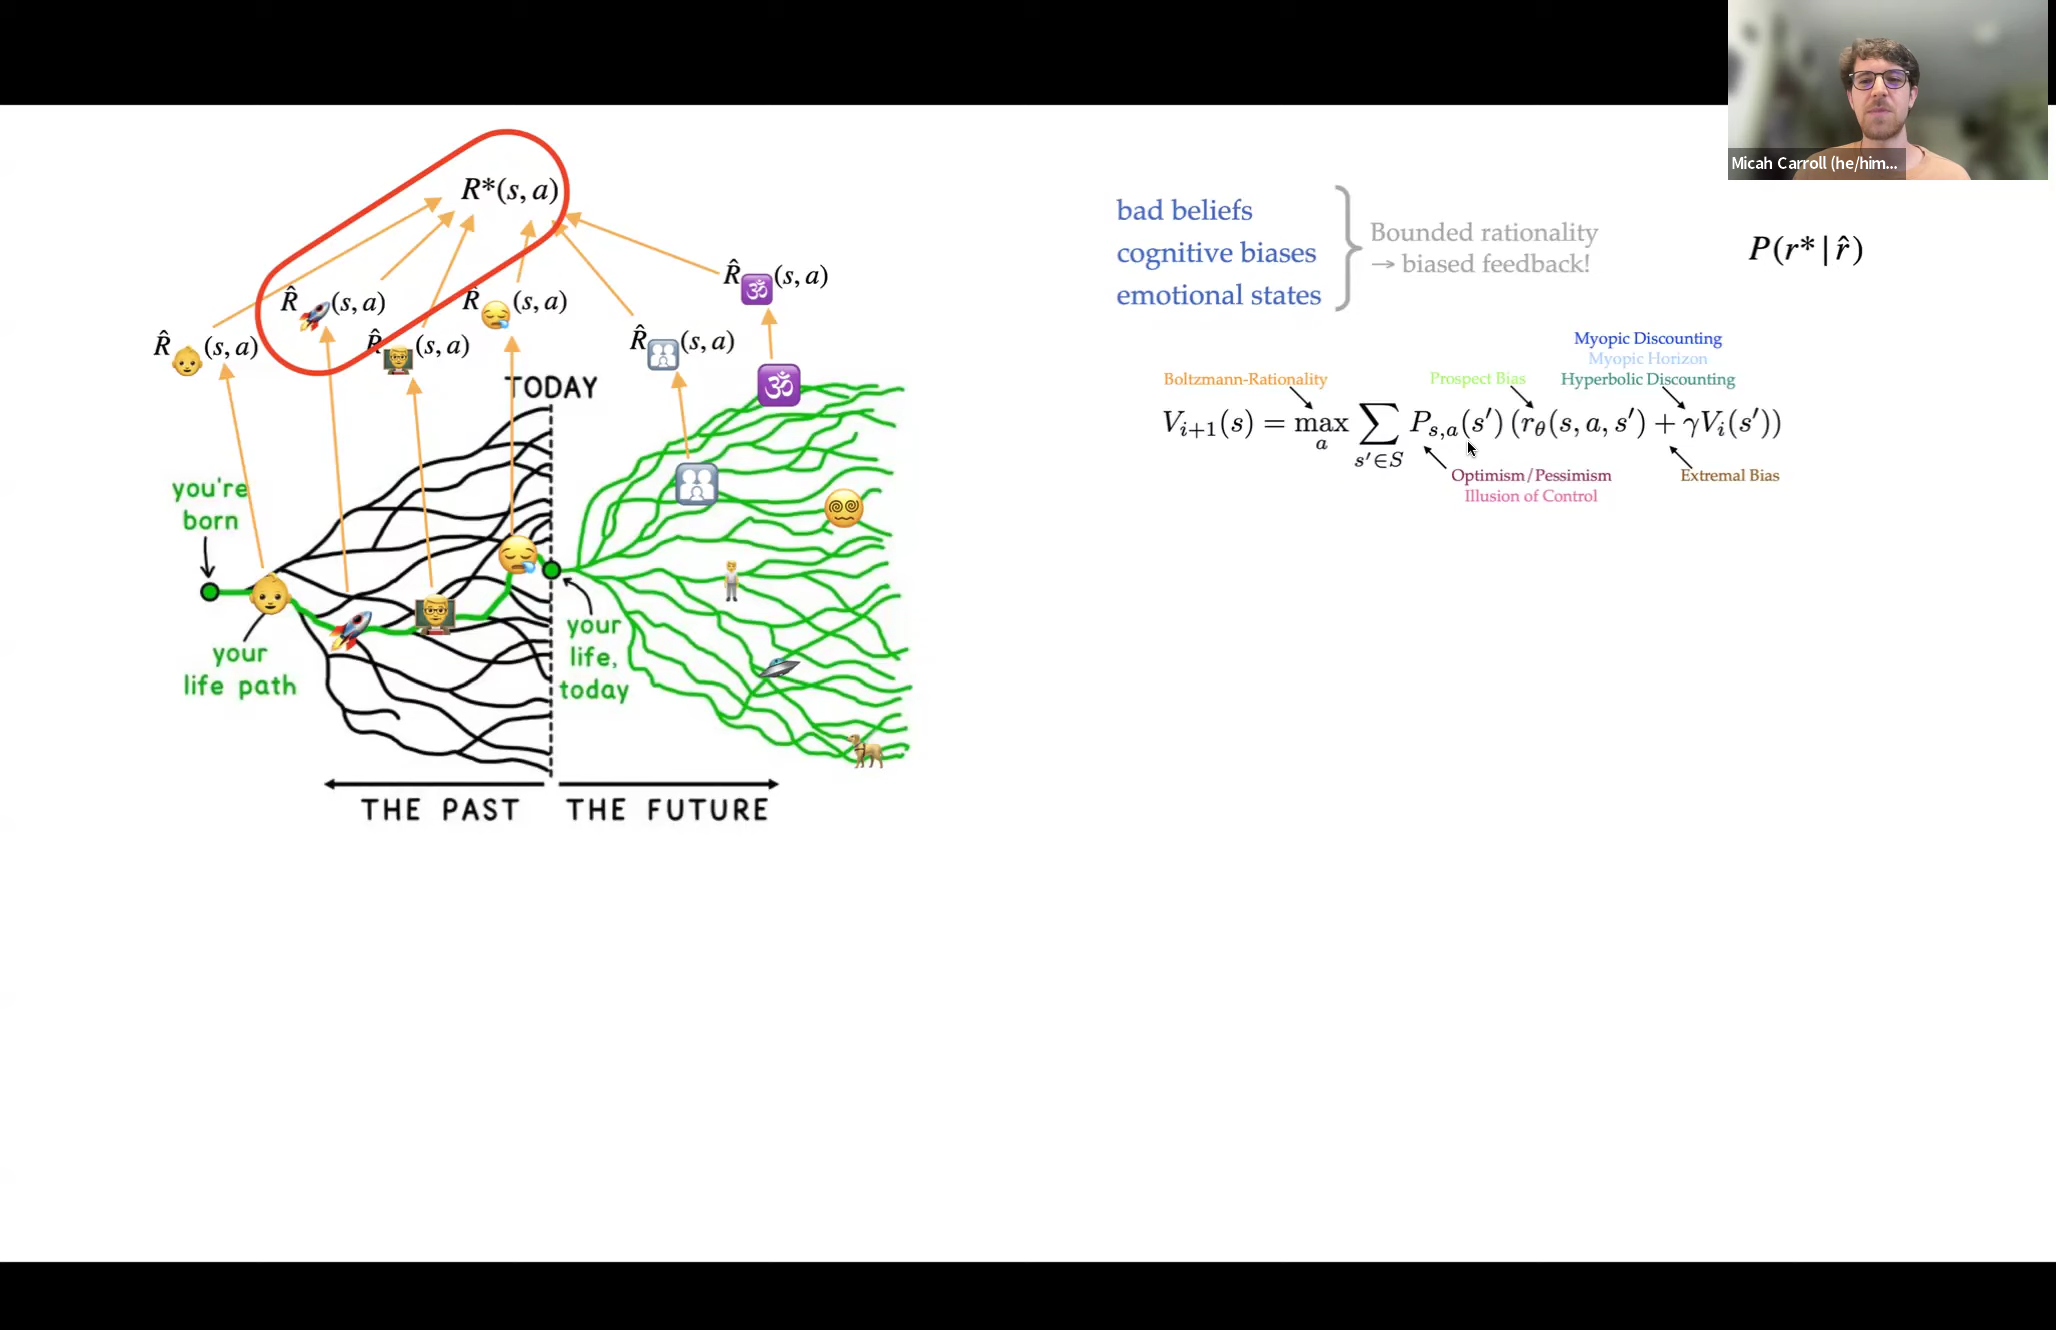 Micah Carroll (he/him...
R*(s, a)
R̂🚀(s, a)
R̂😪(s, a)
R̂🕉(s, a)
R̂👶(s, a)
R̂👨‍🏫(s, a)
R̂👪(s, a)
TODAY
you're
born
your
life path
your
life,
today
THE PAST
THE FUTURE
bad beliefs
cognitive biases
emotional states
Bounded rationality
→ biased feedback!
P(r* | r̂)
Myopic Discounting
Myopic Horizon
Boltzmann-Rationality
Prospect Bias
Hyperbolic Discounting
V_{i+1}(s) = max_a ∑_{s′∈S} P_{s,a}(s′) (r_θ(s, a, s′) + γV_i(s′))
Optimism/Pessimism
Illusion of Control
Extremal Bias